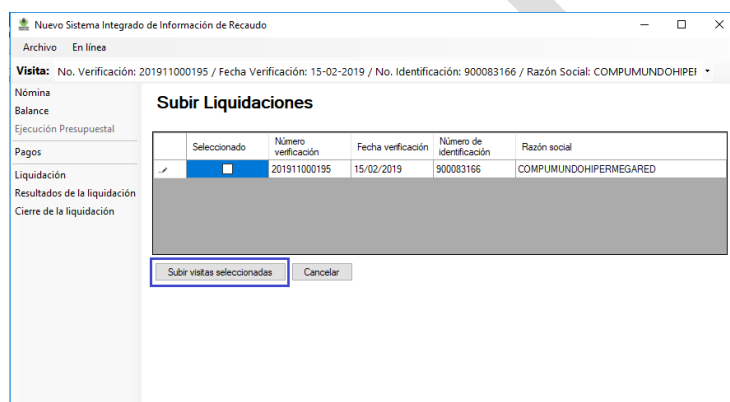 Nuevo Sistema Integrado de Información de Recaudo
Archivo En línea
Visita: No. Verificación: 201911000195 / Fecha Verificación: 15-02-2019 / No. Identificación: 900083166 / Razón Social: COMPUMUNDOHIPER
Nómina
Balance
Ejecución Presupuestal
Pagos
Liquidación
Resultados de la liquidación
Cierre de la liquidación
Subir Liquidaciones
Seleccionado Número verificación Fecha verificación Número de identificación Razón social
201911000195 15/02/2019 900083166 COMPUMUNDOHIPERMEGARED
Subir visitas seleccionadas Cancelar